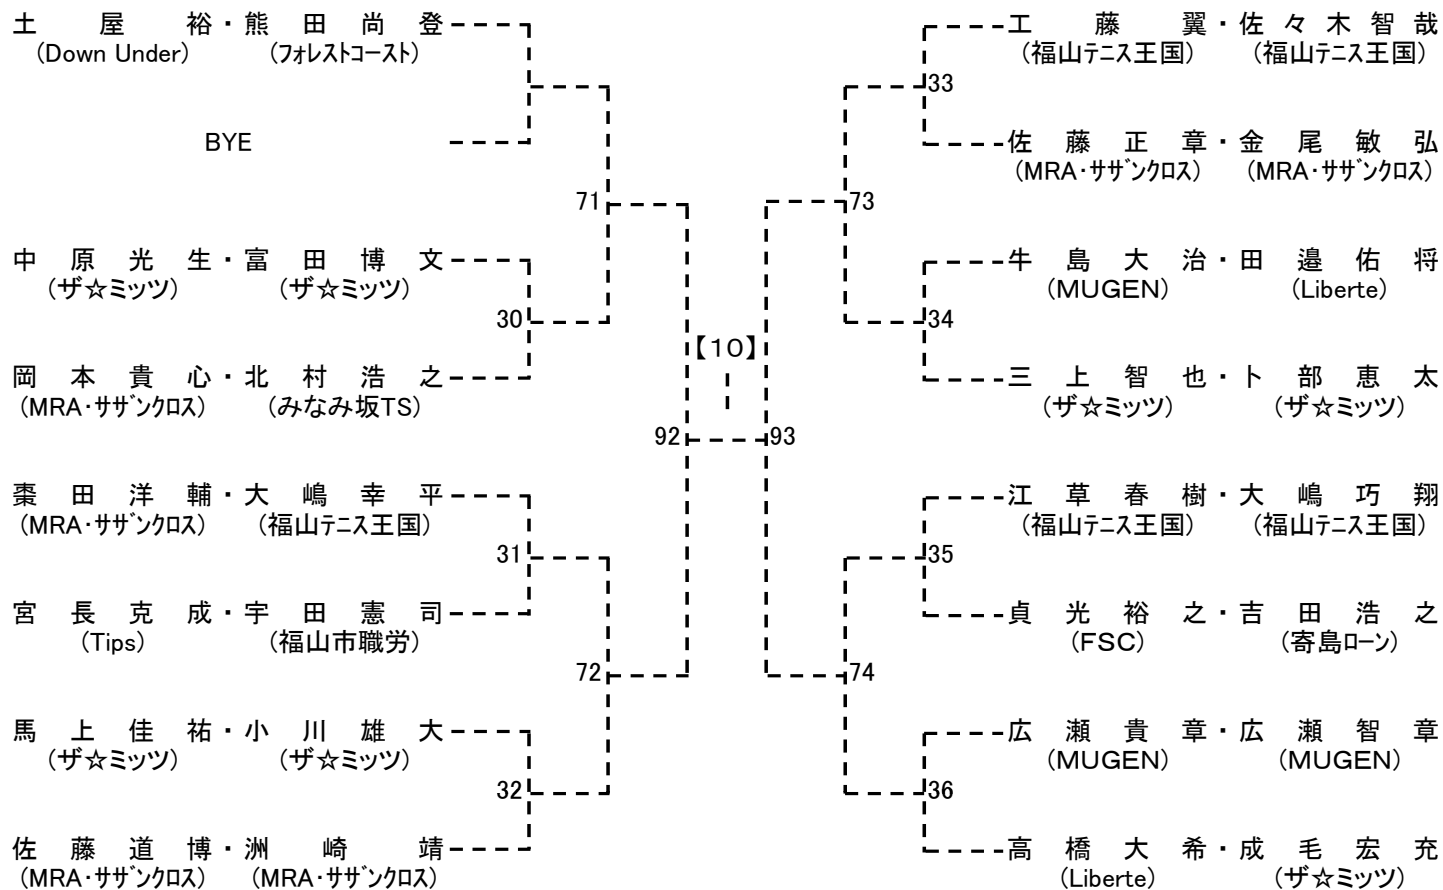 土屋裕・熊田尚登
(Down Under) (フォレストコースト)
BYE
71
中原光生・富田博文
(ザ☆ミッツ) (ザ☆ミッツ)
30
岡本貴心・北村浩之
(MRA・サザンクロス) (みなみ坂TS)
92
棗田洋輔・大嶋幸平
(MRA・サザンクロス) (福山テニス王国)
31
宮長克成・宇田憲司
(Tips) (福山市職労)
72
馬上佳祐・小川雄大
(ザ☆ミッツ) (ザ☆ミッツ)
32
佐藤道博・洲崎靖
(MRA・サザンクロス) (MRA・サザンクロス)
【10】
工藤翼・佐々木智哉
(福山テニス王国) (福山テニス王国)
33
佐藤正章・金尾敏弘
(MRA・サザンクロス) (MRA・サザンクロス)
73
牛島大治・田邉佑将
(MUGEN) (Liberte)
34
三上智也・卜部恵太
(ザ☆ミッツ) (ザ☆ミッツ)
93
江草春樹・大嶋巧翔
(福山テニス王国) (福山テニス王国)
35
貞光裕之・吉田浩之
(FSC) (寄島ローン)
74
広瀬貴章・広瀬智章
(MUGEN) (MUGEN)
36
高橋大希・成毛宏充
(Liberte) (ザ☆ミッツ)